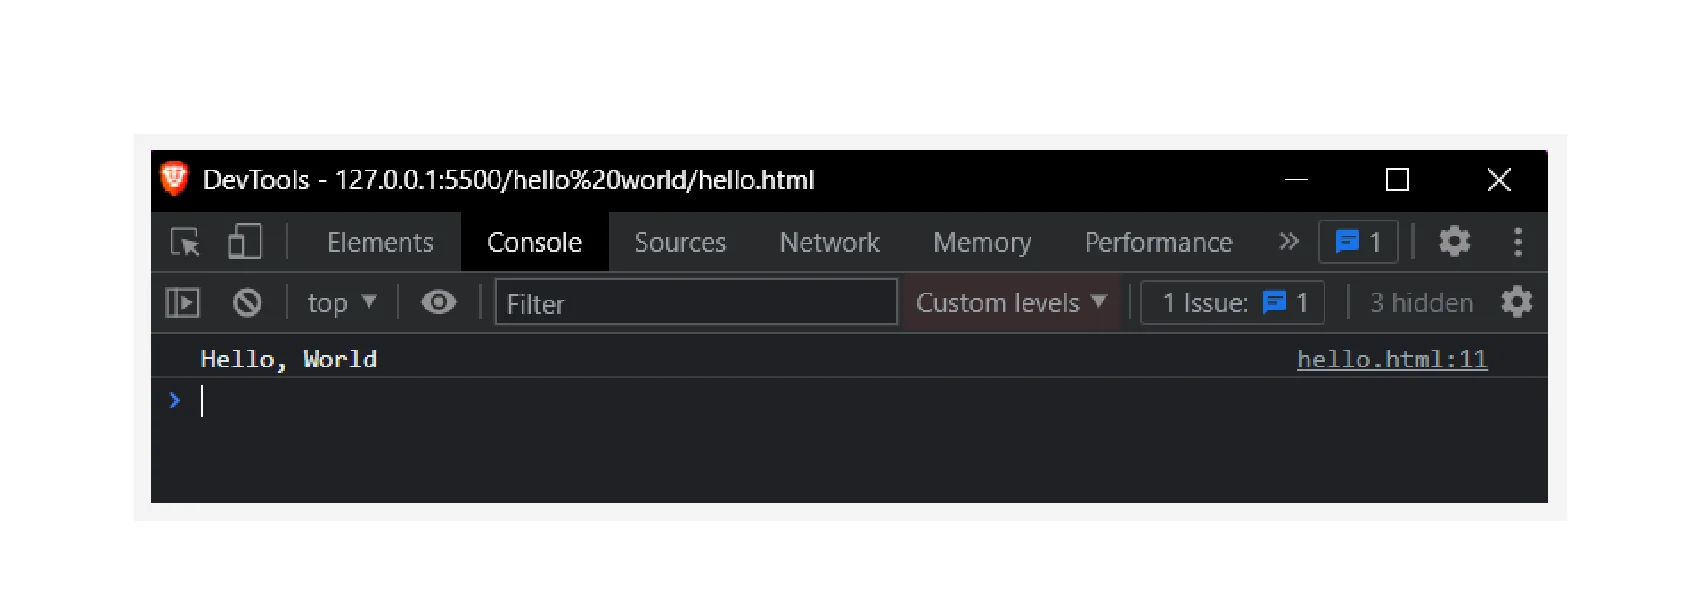 DevTools - 127.0.0.1:5500/hello%20world/hello.html
Elements Console Sources Network Memory Performance » 1
top Filter Custom levels 1 Issue: 1 3 hidden
Hello, World hello.html:11